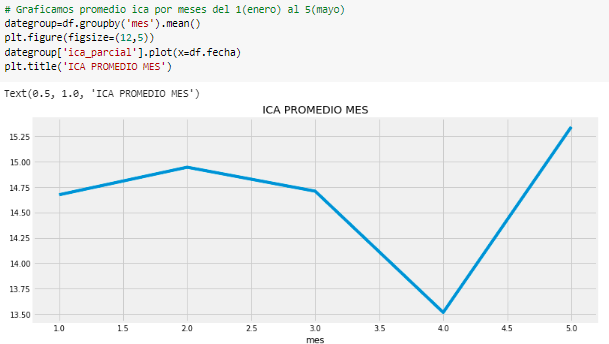 # Graficamos promedio ica por meses del 1(enero) al 5(mayo)
dategroup=df.groupby('mes').mean()
plt.figure(figsize=(12,5))
dategroup['ica_parcial'].plot(x=df.fecha)
plt.title('ICA PROMEDIO MES')
Text(0.5, 1.0, 'ICA PROMEDIO MES')
ICA PROMEDIO MES
15.25
15.00
14.75
14.50
14.25
14.00
13.75
13.50
1.0 1.5 2.0 2.5 3.0 3.5 4.0 4.5 5.0
mes